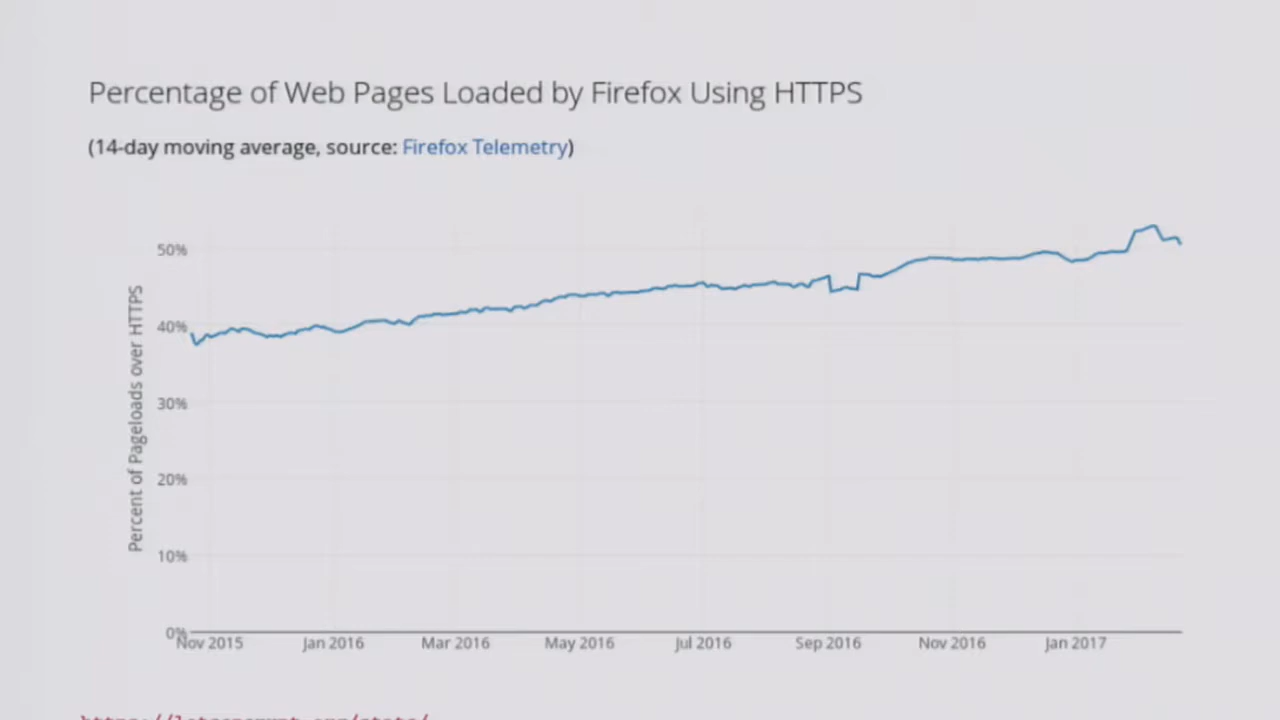 Percentage of Web Pages Loaded by Firefox Using HTTPS
(14-day moving average, source: Firefox Telemetry)
Percent of Pageloads over HTTPS
50%
40%
30%
20%
10%
0%
Nov 2015
Jan 2016
Mar 2016
May 2016
Jul 2016
Sep 2016
Nov 2016
Jan 2017